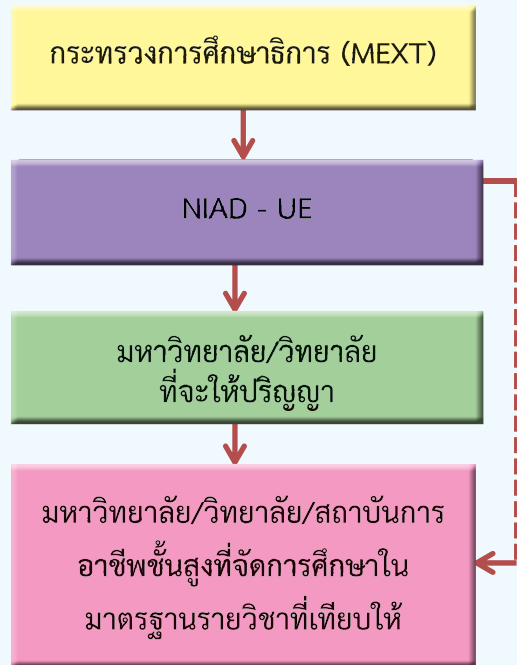 กระทรวงการศึกษาธิการ (MEXT)
NIAD - UE
มหาวิทยาลัย/วิทยาลัย
ที่จะให้ปริญญา
มหาวิทยาลัย/วิทยาลัย/สถาบันการ
อาชีพชั้นสูงที่จัดการศึกษาใน
มาตรฐานรายวิชาที่เทียบให้